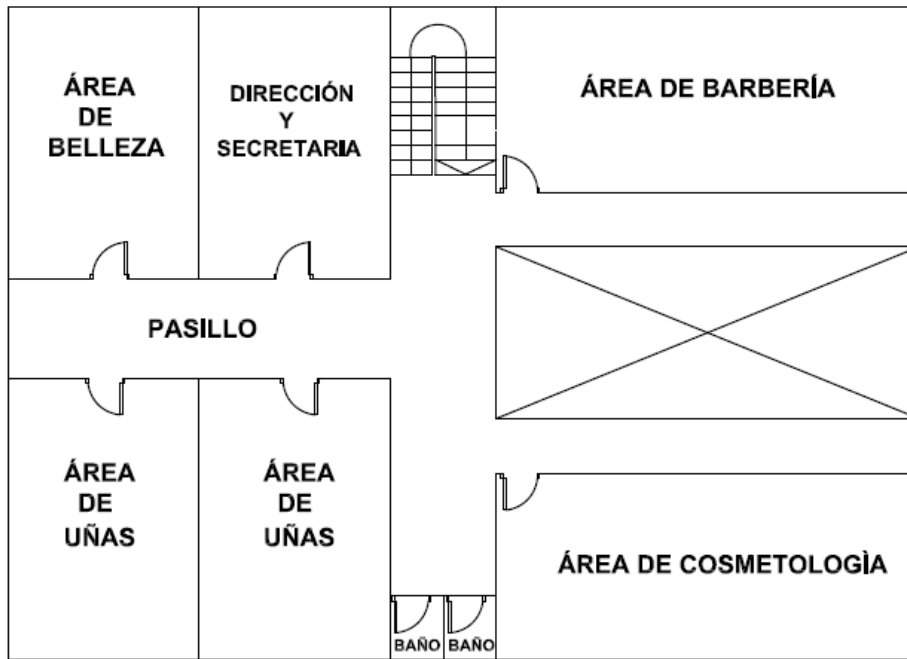 ÁREA
DE
BELLEZA
DIRECCIÓN
Y
SECRETARIA
ÁREA DE BARBERÍA
PASILLO
ÁREA
DE
UÑAS
ÁREA
DE
UÑAS
ÁREA DE COSMETOLOGÌA
BAÑO
BAÑO